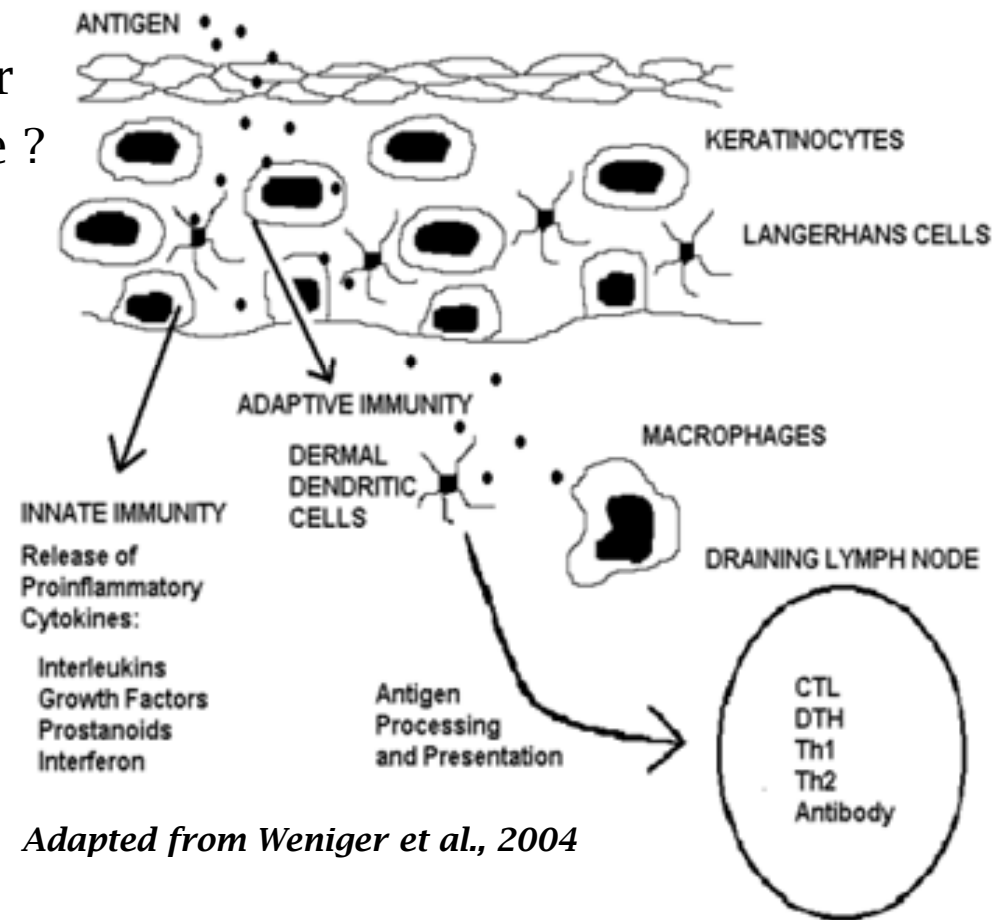 ANTIGEN
r
e ?
KERATINOCYTES
LANGERHANS CELLS
ADAPTIVE IMMUNITY
MACROPHAGES
DERMAL
DENDRITIC
CELLS
INNATE IMMUNITY
Release of
Proinflammatory
Cytokines:
Interleukins
Growth Factors
Prostanoids
Interferon
DRAINING LYMPH NODE
Antigen
Processing
and Presentation
CTL
DTH
Th1
Th2
Antibody
Adapted from Weniger et al., 2004